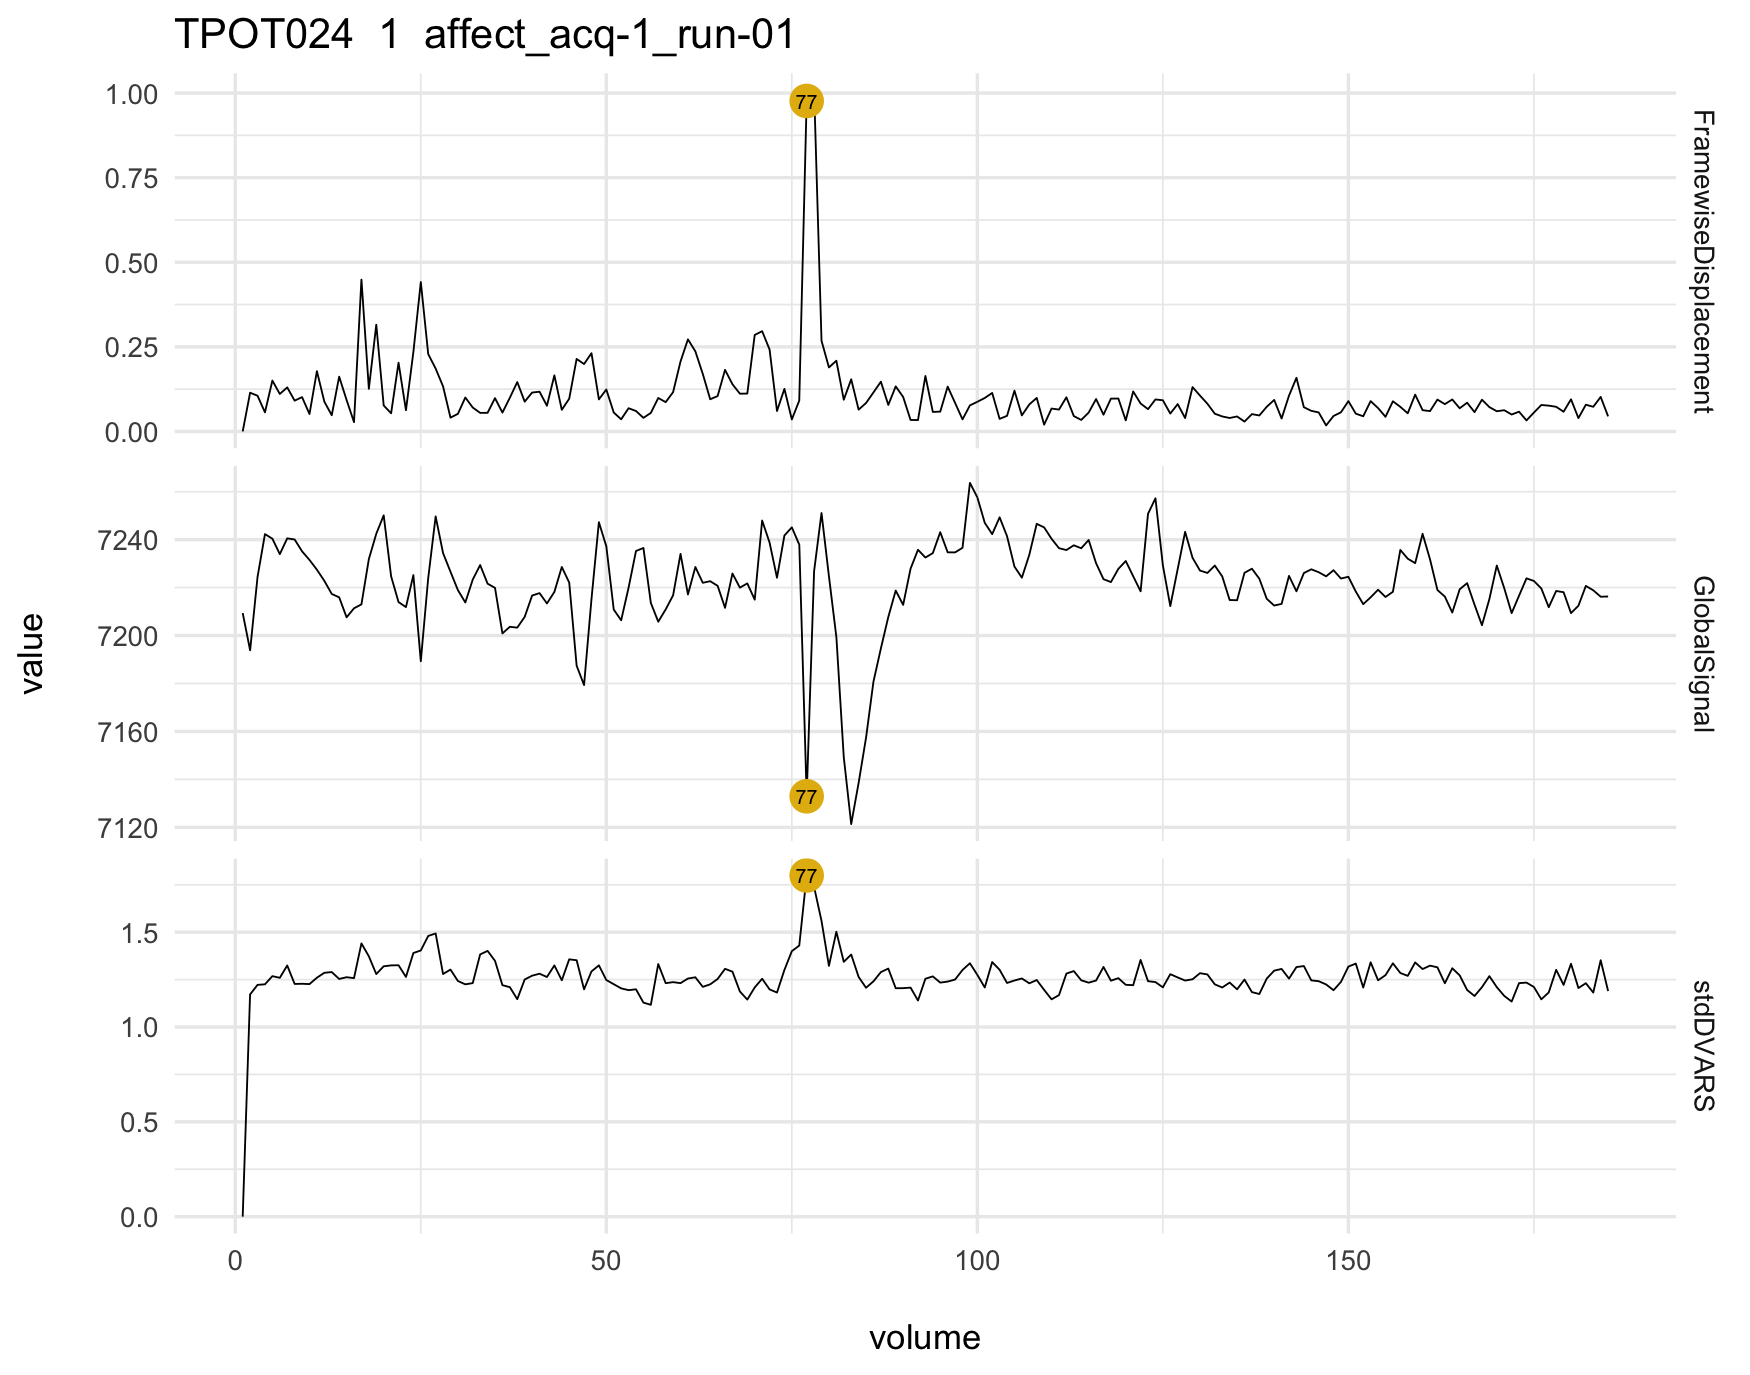 TPOT024 1 affect_acq-1_run-01
1.00
0.75
0.50
0.25
0.00
77
FramewiseDisplacement
7240
7200
7160
7120
77
GlobalSignal
value
1.5
1.0
0.5
0.0
77
stdDVARS
0 50 100 150
volume